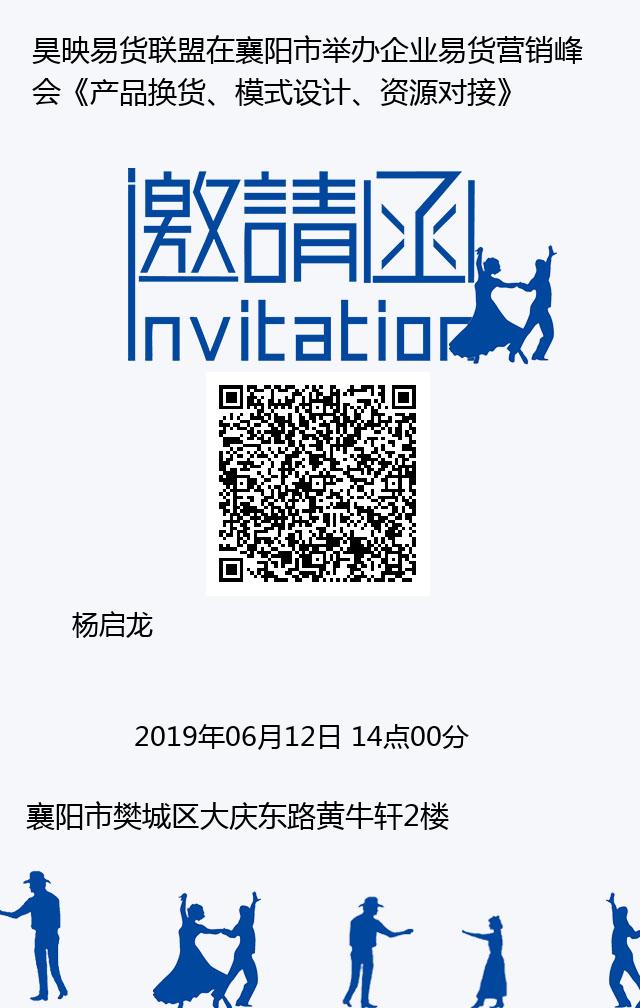 昊映易货联盟在襄阳市举办企业易货营销峰
会《产品换货、模式设计、资源对接》
邀請函
Invitation
杨启龙
2019年06月12日 14点00分
襄阳市樊城区大庆东路黄牛轩2楼